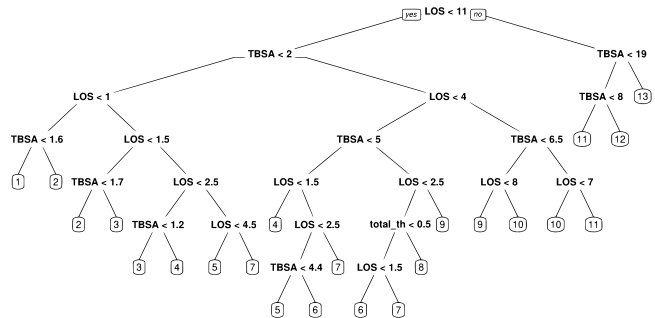 yes LOS < 11 no
TBSA < 2 TBSA < 19
LOS < 1 LOS < 4 TBSA < 8 13
TBSA < 1.6 LOS < 1.5 TBSA < 5 TBSA < 6.5 11 12
1 2 TBSA < 1.7 LOS < 2.5 LOS < 1.5 LOS < 2.5 LOS < 8 LOS < 7
2 3 TBSA < 1.2 LOS < 4.5 4 LOS < 2.5 total_th < 0.5 9 9 10 10 11
3 4 5 7 TBSA < 4.4 7 LOS < 1.5 8
5 6 6 7